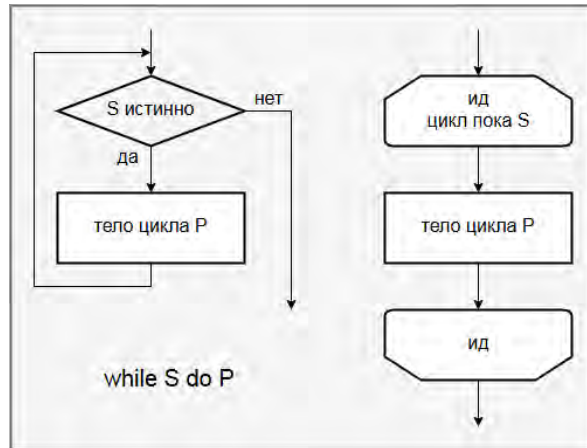 S истинно
нет
да
тело цикла P
while S do P
ид
цикл пока S
тело цикла P
ид